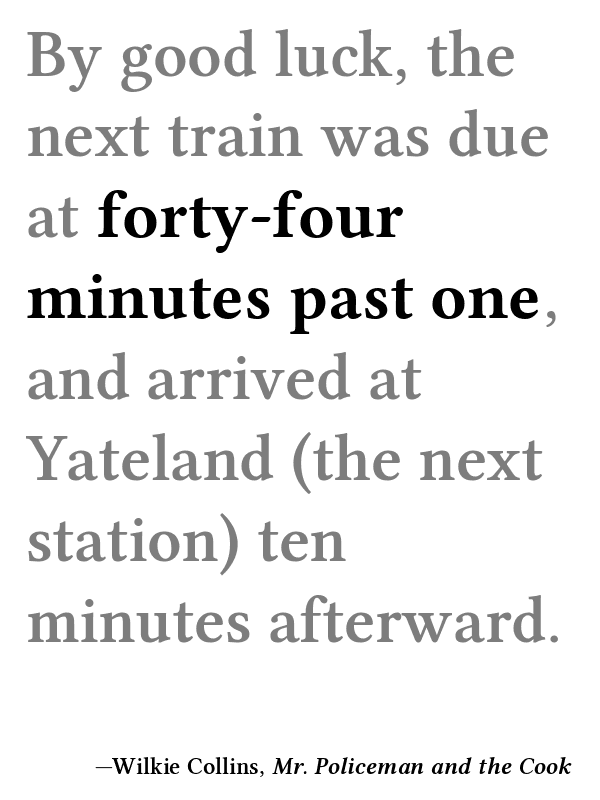 By good luck, the
next train was due
at forty-four
minutes past one,
and arrived at
Yateland (the next
station) ten
minutes afterward.
—Wilkie Collins, Mr. Policeman and the Cook